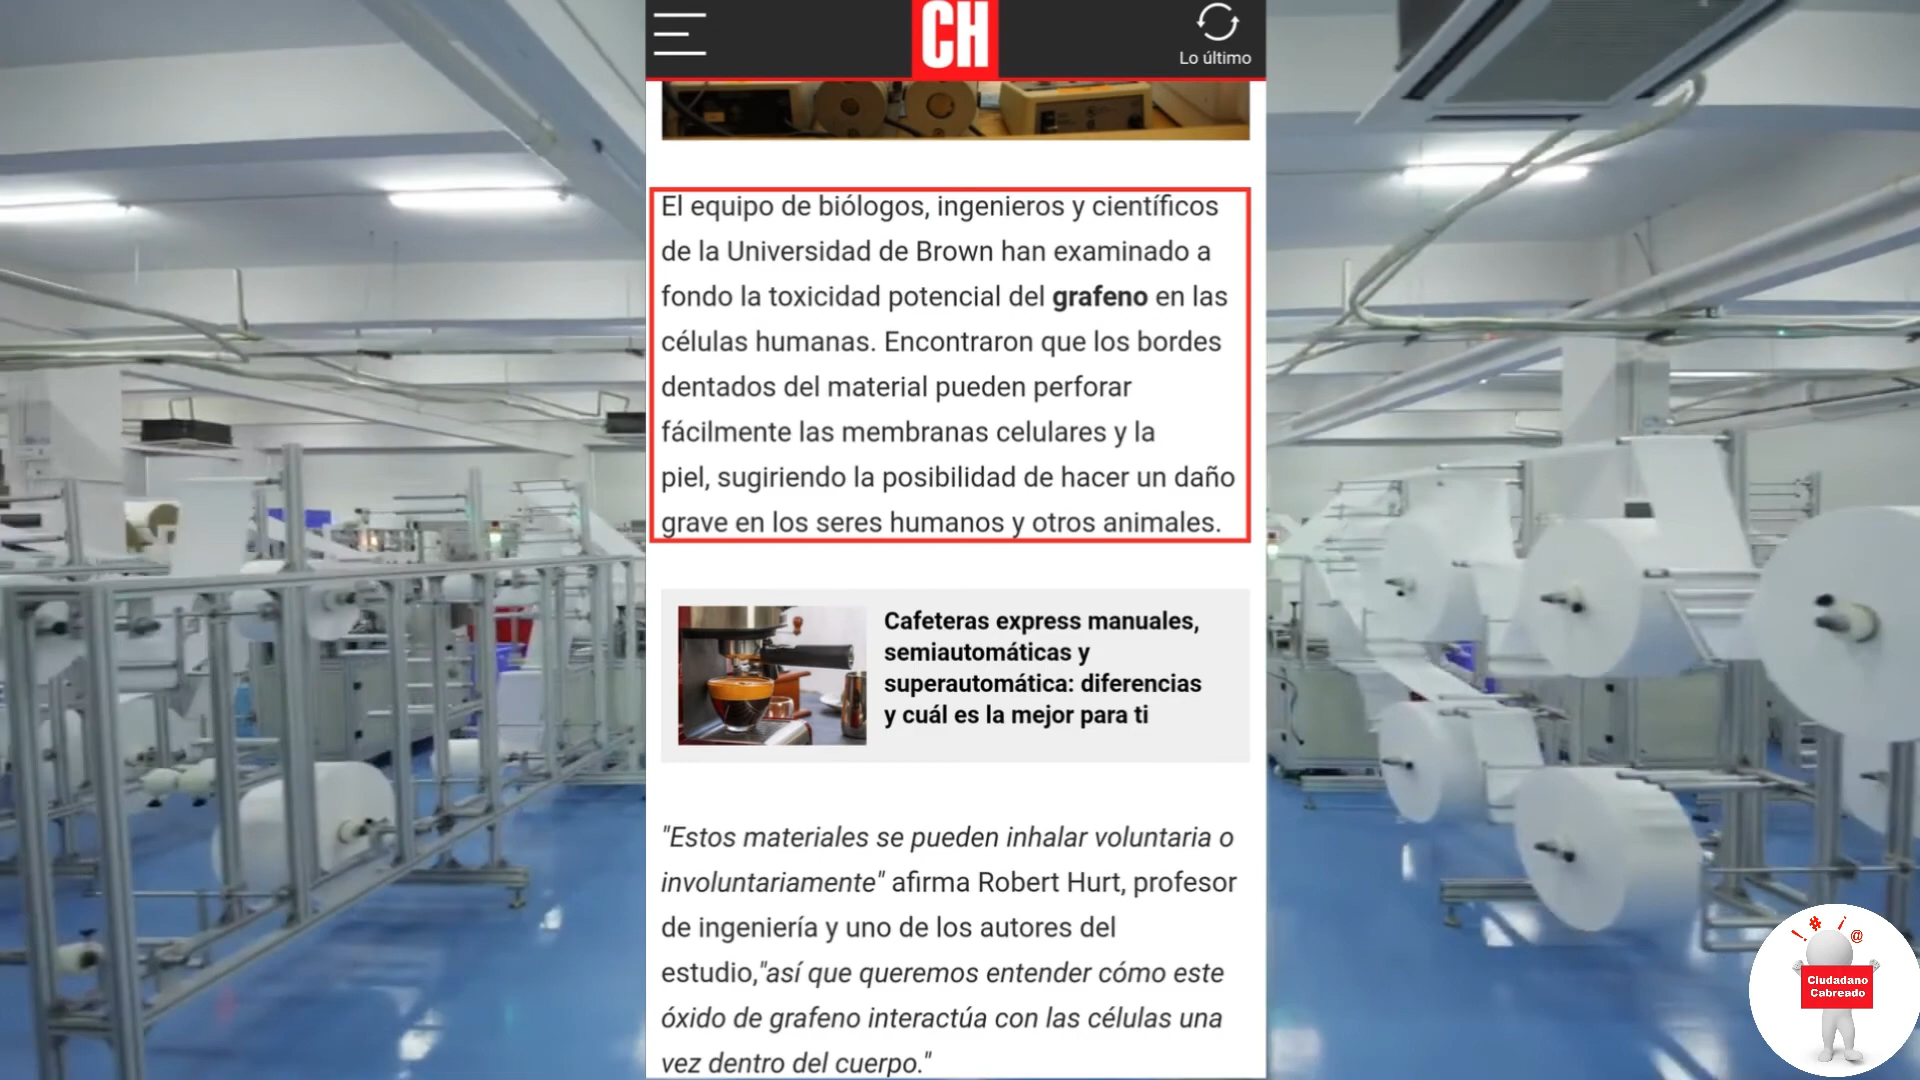 CH
Lo último
El equipo de biólogos, ingenieros y científicos
de la Universidad de Brown han examinado a
fondo la toxicidad potencial del grafeno en las
células humanas. Encontraron que los bordes
dentados del material pueden perforar
fácilmente las membranas celulares y la
piel, sugiriendo la posibilidad de hacer un daño
grave en los seres humanos y otros animales.
Cafeteras express manuales,
semiautomáticas y
superautomática: diferencias
y cuál es la mejor para ti
"Estos materiales se pueden inhalar voluntaria o
involuntariamente" afirma Robert Hurt, profesor
de ingeniería y uno de los autores del
estudio,"así que queremos entender cómo este
óxido de grafeno interactúa con las células una
vez dentro del cuerpo."
! # ¡ @
Ciudadano
Cabreado